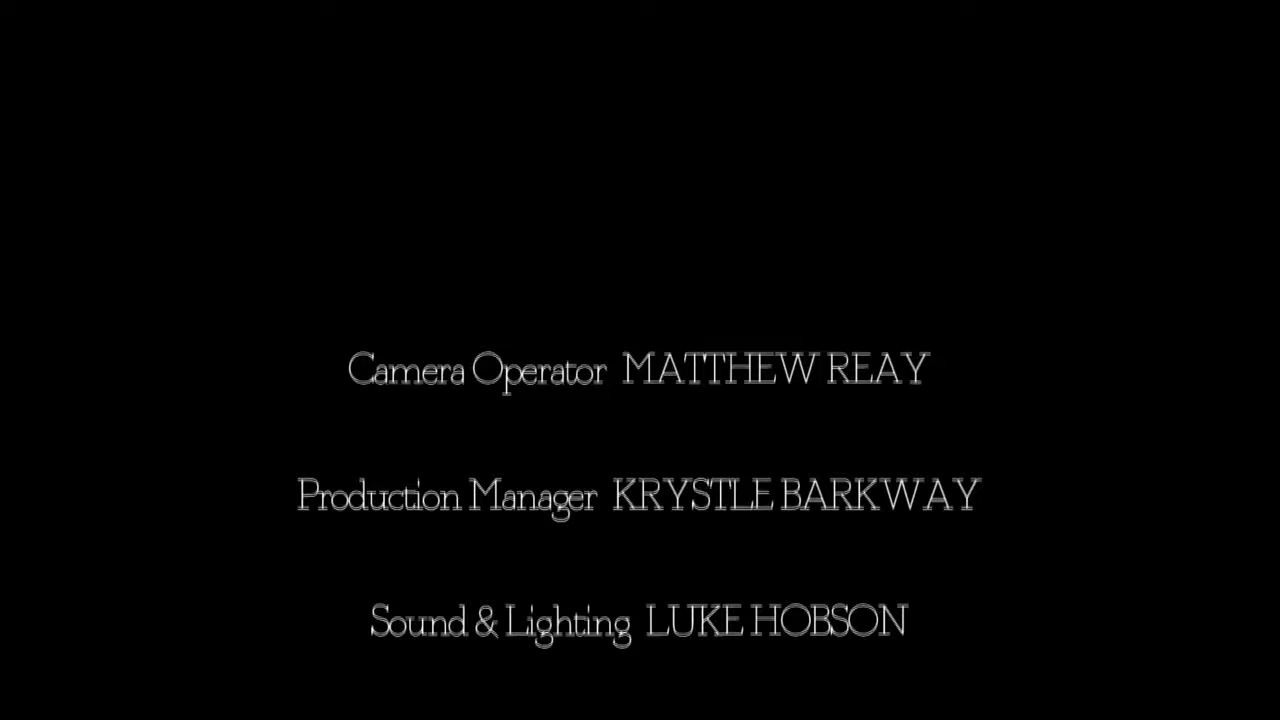 Camera Operator MATTHEW REAY
Production Manager KRYSTLE BARKWAY
Sound & Lighting LUKE HOBSON